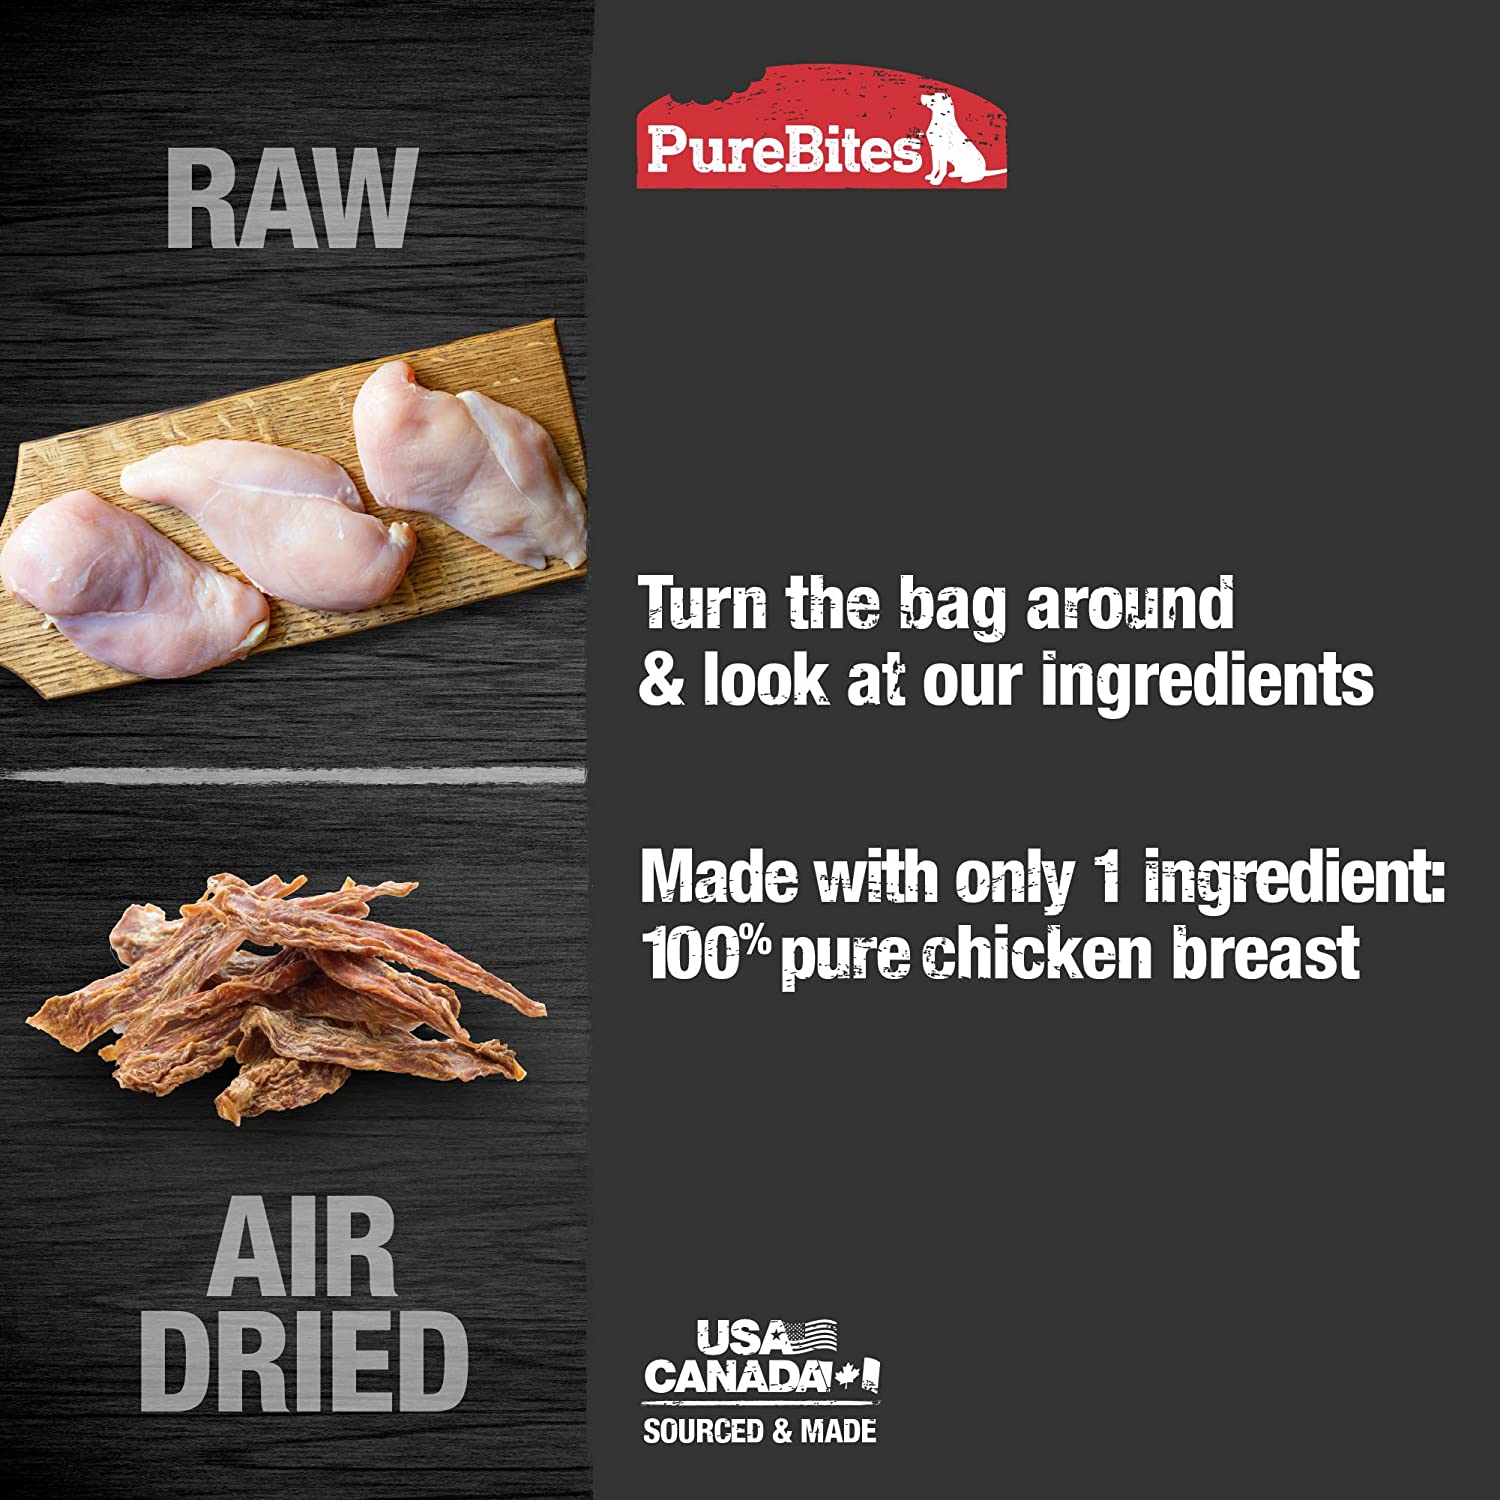 RAW
AIR
DRIED
PureBites
Turn the bag around
& look at our ingredients
Made with only 1 ingredient:
100% pure chicken breast
USA
CANADA
SOURCED & MADE